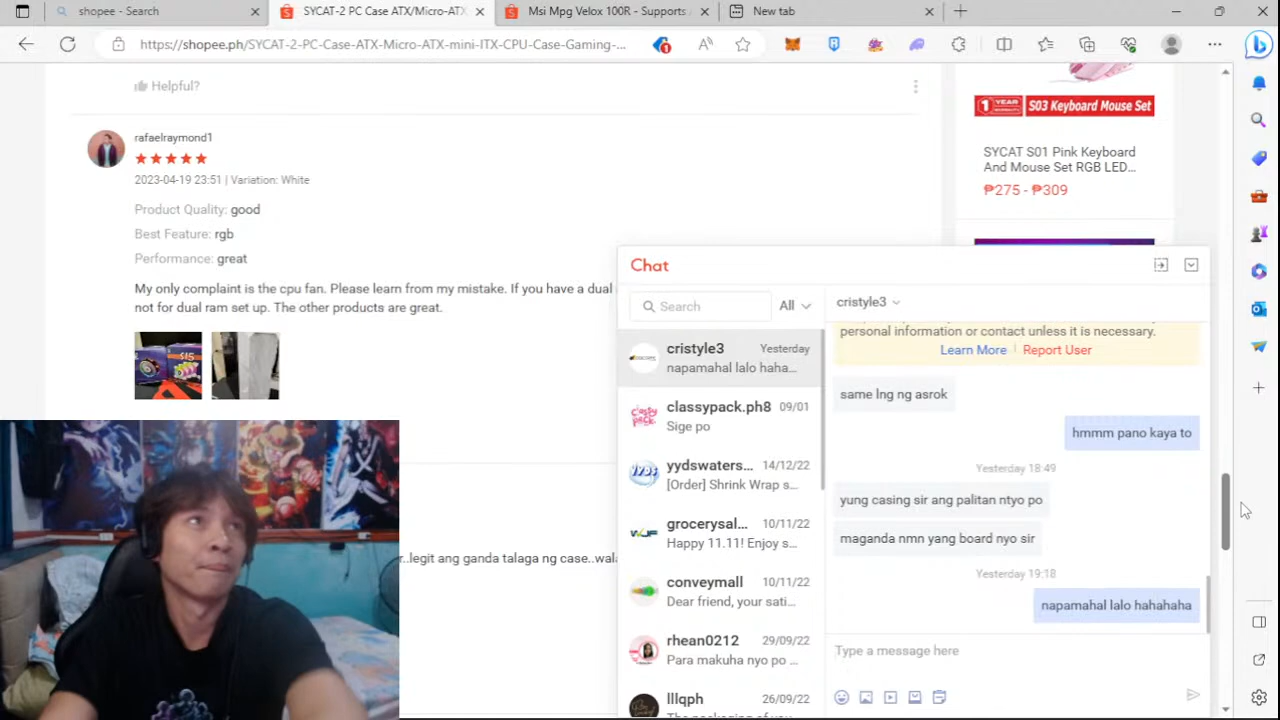 shopee - Search
SYCAT-2 PC Case ATX/Micro-ATX
Msi Mpg Velox 100R - Supports
New tab
https://shopee.ph/SYCAT-2-PC-Case-ATX-Micro-ATX-mini-ITX-CPU-Case-Gaming-...
1
Helpful?
rafaelraymond1
2023-04-19 23:51 | Variation: White
Product Quality: good
Best Feature: rgb
Performance: great
My only complaint is the cpu fan. Please learn from my mistake. If you have a dual
not for dual ram set up. The other products are great.
r..legit ang ganda talaga ng case..wala
1 YEAR
S03 Keyboard Mouse Set
SYCAT S01 Pink Keyboard
And Mouse Set RGB LED...
₱275 - ₱309
Chat
Search
All
cristyle3
Yesterday
napamahal lalo haha...
classypack.ph8
09/01
Sige po
yydswaters...
14/12/22
[Order] Shrink Wrap s...
grocerysal...
10/11/22
Happy 11.11! Enjoy s...
conveymall
10/11/22
Dear friend, your sati...
rhean0212
29/09/22
Para makuha nyo po ...
lllqph
26/09/22
cristyle3
personal information or contact unless it is necessary.
Learn More
Report User
same lng ng asrok
hmmm pano kaya to
Yesterday 18:49
yung casing sir ang palitan ntyo po
maganda nmn yang board nyo sir
Yesterday 19:18
napamahal lalo hahahaha
Type a message here